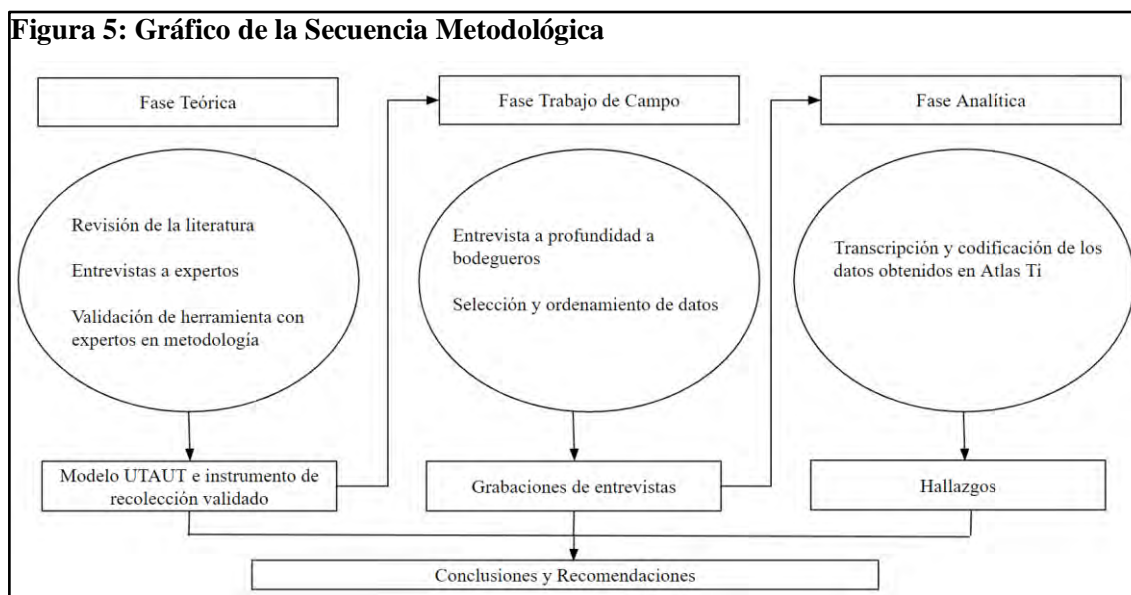 Figura 5: Gráfico de la Secuencia Metodológica
Fase Teórica
Fase Trabajo de Campo
Fase Analítica
Revisión de la literatura
Entrevistas a expertos
Validación de herramienta con
expertos en metodología
Entrevista a profundidad a
bodegueros
Selección y ordenamiento de datos
Transcripción y codificación de los
datos obtenidos en Atlas Ti
Modelo UTAUT e instrumento de
recolección validado
Grabaciones de entrevistas
Hallazgos
Conclusiones y Recomendaciones